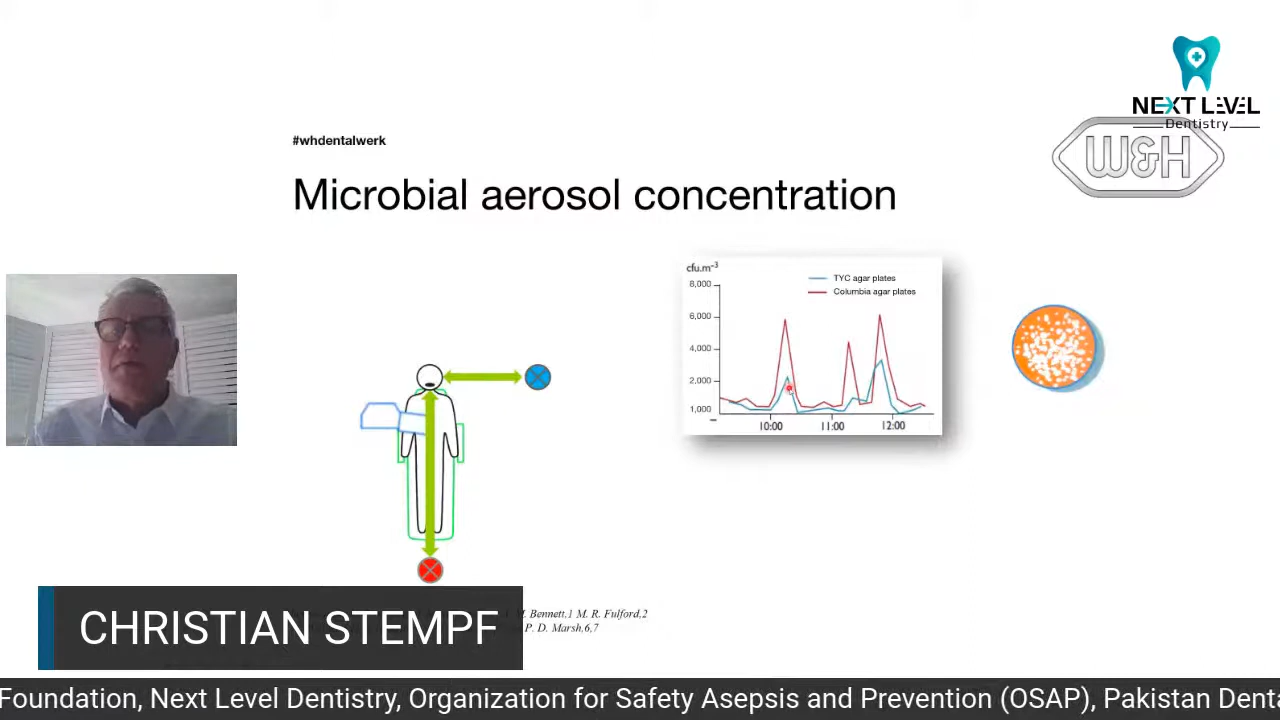 NEXT LEVEL
Dentistry
W&H
#whdentalwerk
Microbial aerosol concentration
cfu.m-3
TYC agar plates
Columbia agar plates
8,000
6,000
4,000
2,000
1,000
10:00 11:00 12:00
Bennett,1 M. R. Fulford,2
P. D. Marsh,6,7
CHRISTIAN STEMPF
Foundation, Next Level Dentistry, Organization for Safety Asepsis and Prevention (OSAP), Pakistan Denta